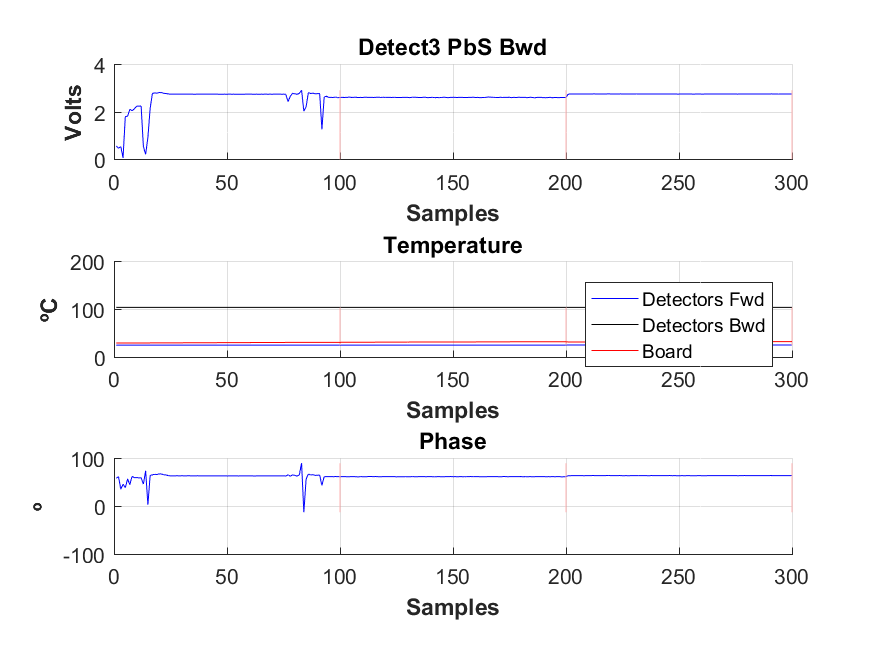 Detect3 PbS Bwd
4
2
0
Volts
0 50 100 150 200 250 300
Samples
Temperature
200
100
0
ºC
Detectors Fwd
Detectors Bwd
Board
0 50 100 150 200 250 300
Samples
Phase
100
0
-100
º
0 50 100 150 200 250 300
Samples